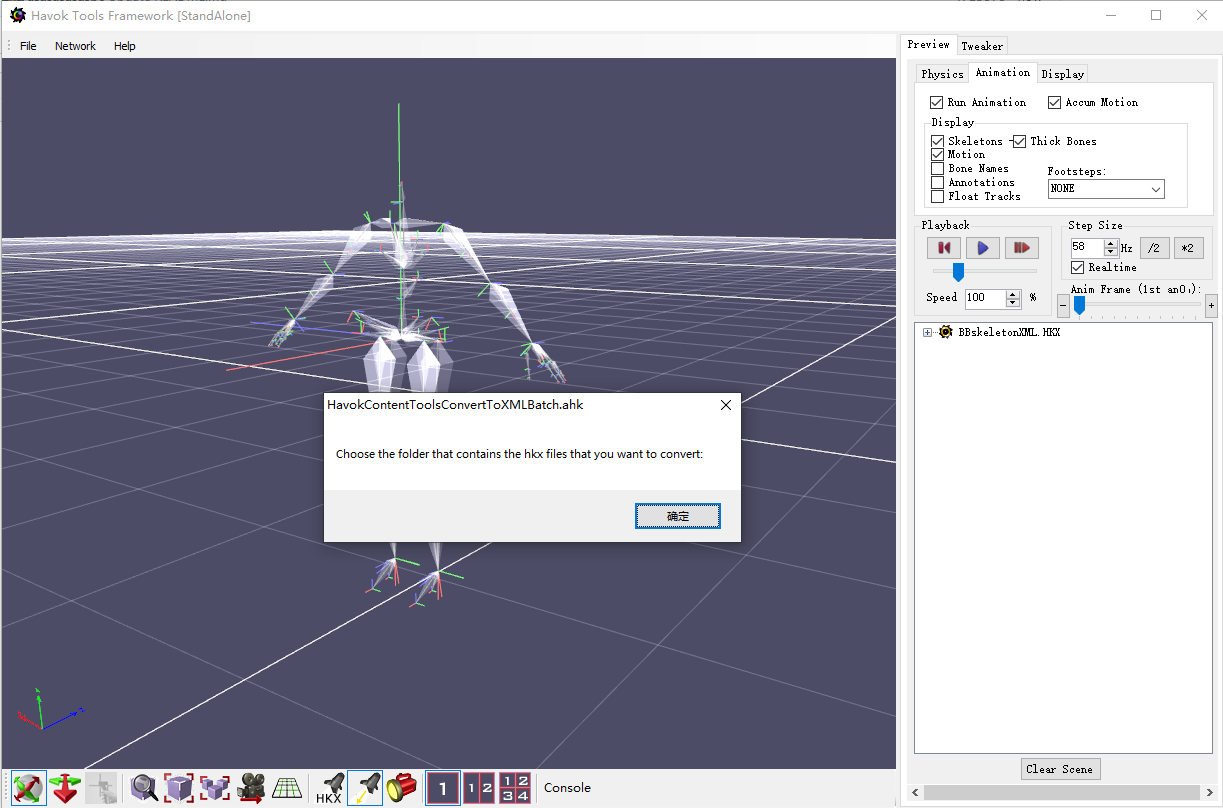 Havok Tools Framework [StandAlone]
File Network Help
Preview Tweaker
Physics Animation Display
Run Animation Accum Motion
Display
Skeletons Thick Bones
Motion
Bone Names
Annotations
Float Tracks
Footsteps:
NONE
Playback
Step Size
58 Hz /2 *2
Realtime
Speed 100 %
Anim Frame (1st an0:):
- +
BBskeletonXML.HKX
HavokContentToolsConvertToXMLBatch.ahk
Choose the folder that contains the hkx files that you want to convert:
确定
Clear Scene
HKX
1
1 2
1 2
3 4
Console